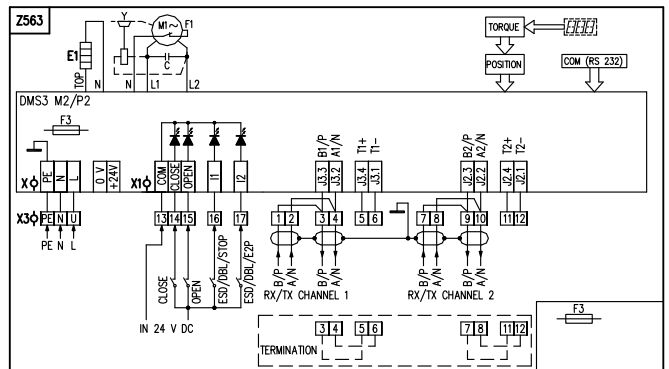 Z563
Y
M1~
F1
E1
C
TOP
N
N
L1
L2
TORQUE
POSITION
COM (RS 232)
DMS3 M2/P2
F3
X
PE
N
L
0 V
+24V
X1
COM
CLOSE
OPEN
I1
I2
J3.3 B1/P
J3.2 A1/N
J3.4 T1+
J3.1 T1-
J2.3 B2/P
J2.2 A2/N
J2.4 T2+
J2.1 T2-
X3
PE N U
13 14 15 16 17
1 2 3 4 5 6
7 8 9 10 11 12
PE N L
CLOSE
OPEN
ESD/DBL/STOP
ESD/DBL/E2P
B/P
A/N
B/P
A/N
B/P
A/N
B/P
A/N
RX/TX CHANNEL 1
RX/TX CHANNEL 2
IN 24 V DC
TERMINATION
3 4 5 6
7 8 11 12
F3